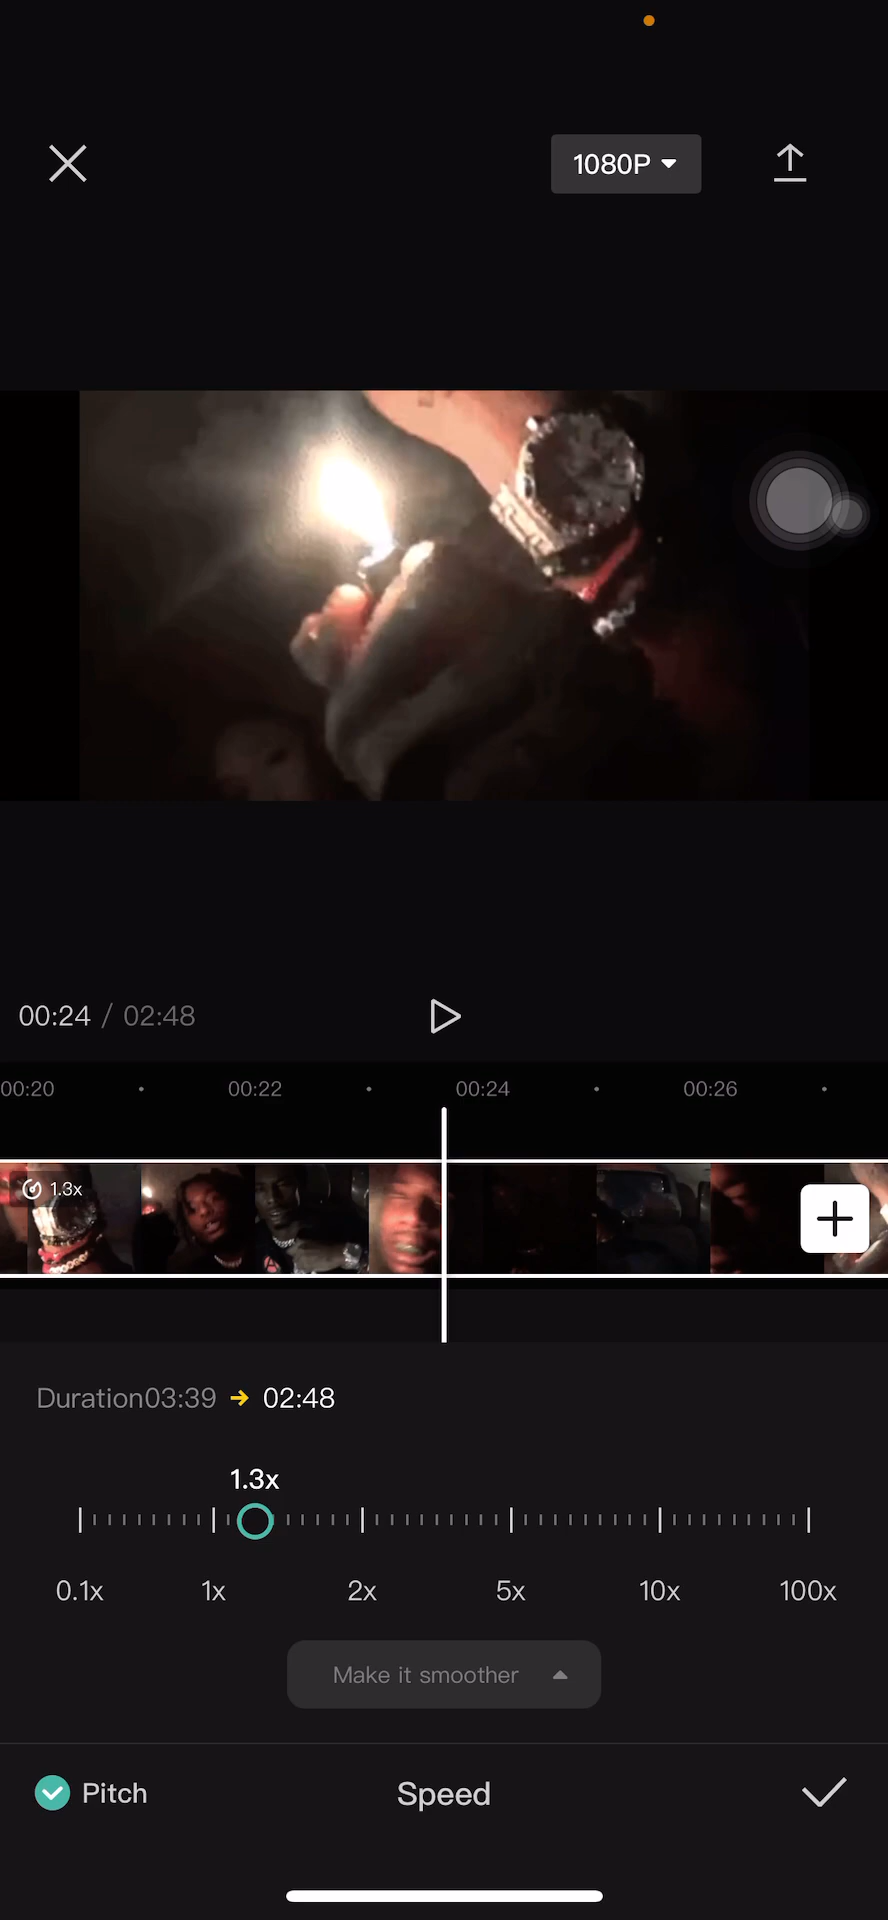 1080P
00:24 / 02:48
00:20 00:22 00:24 00:26
1.3x
Duration03:39 → 02:48
1.3x
0.1x 1x 2x 5x 10x 100x
Make it smoother
Pitch Speed